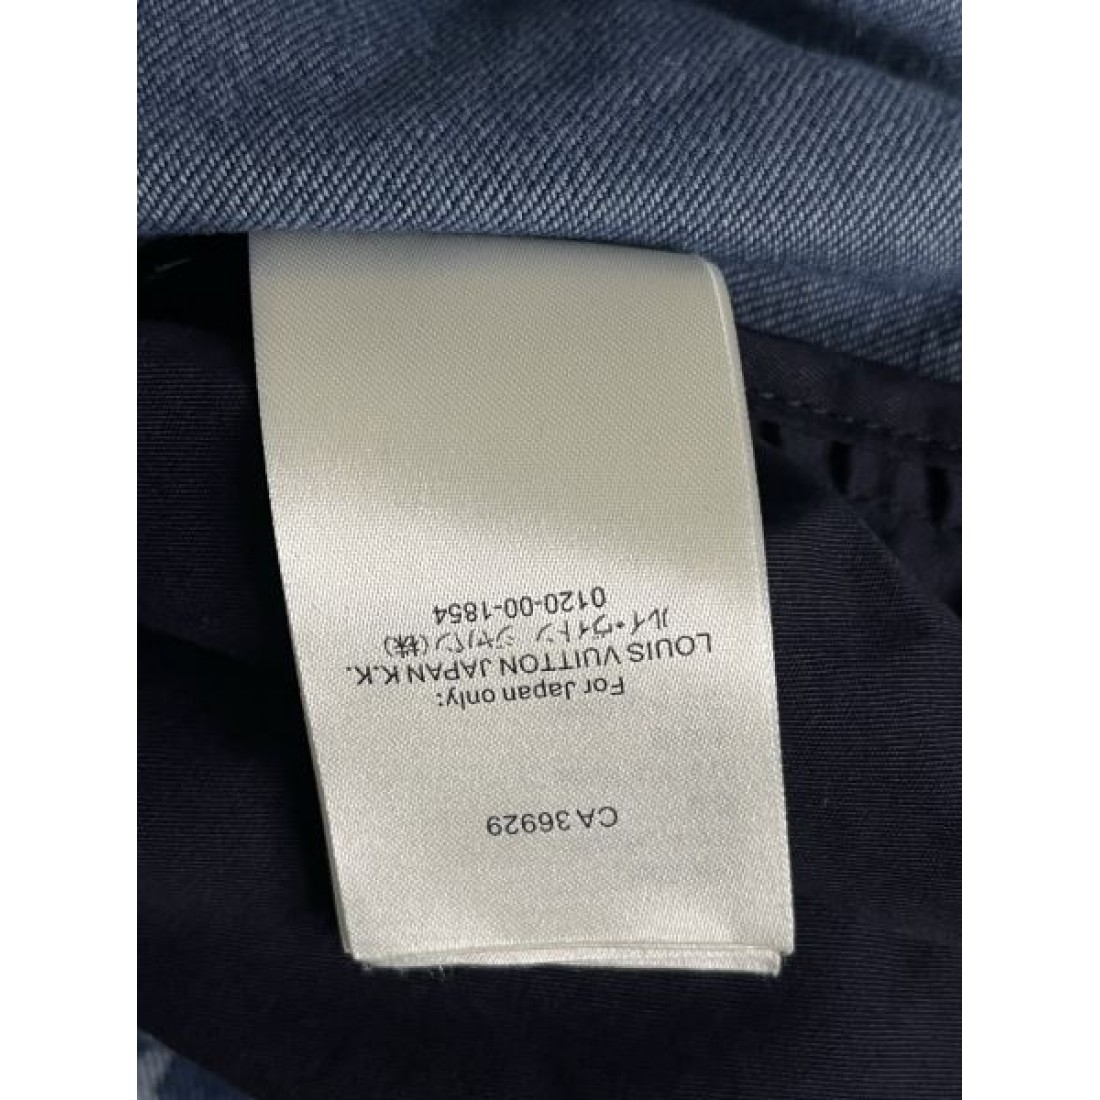 CA 36929
For Japan only:
LOUIS VUITTON JAPAN K.K.
ルイ・ヴィトン ジャパン(株)
0120-00-1854